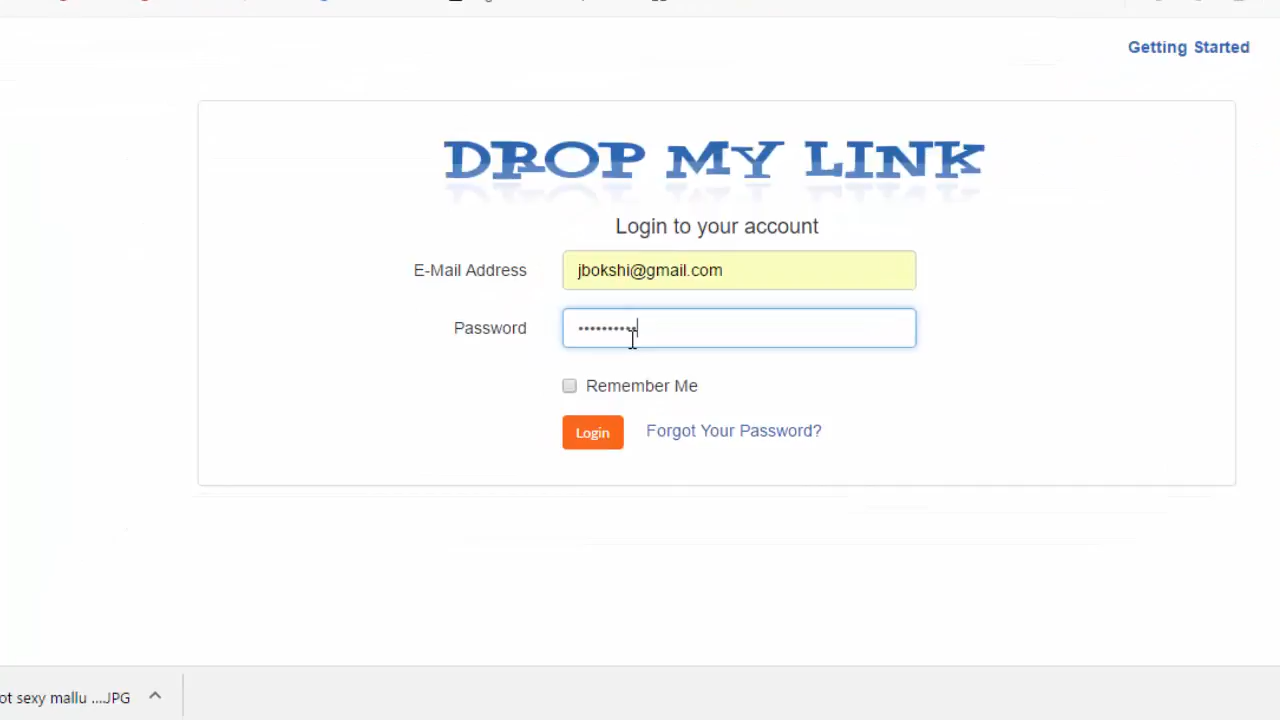 Getting Started
DROP MY LINK
Login to your account
E-Mail Address
jbokshi@gmail.com
Password
••••••••••
Remember Me
Login
Forgot Your Password?
ot sexy mallu ....JPG